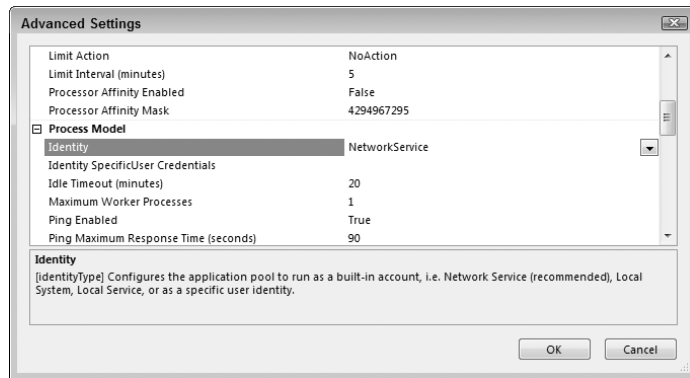 Advanced Settings
Limit Action NoAction
Limit Interval (minutes) 5
Processor Affinity Enabled False
Processor Affinity Mask 4294967295
Process Model
Identity NetworkService
Identity SpecificUser Credentials
Idle Timeout (minutes) 20
Maximum Worker Processes 1
Ping Enabled True
Ping Maximum Response Time (seconds) 90
Identity
[identityType] Configures the application pool to run as a built-in account, i.e. Network Service (recommended), Local
System, Local Service, or as a specific user identity.
OK Cancel